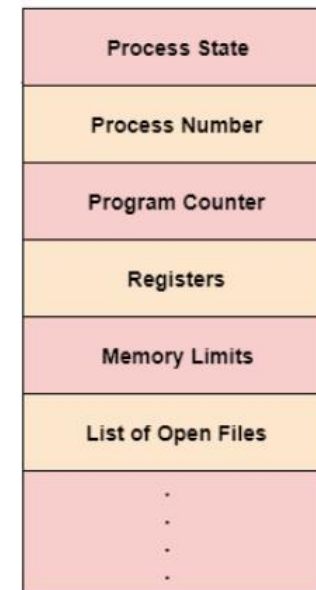 Process State
Process Number
Program Counter
Registers
Memory Limits
List of Open Files
.
.
.
.